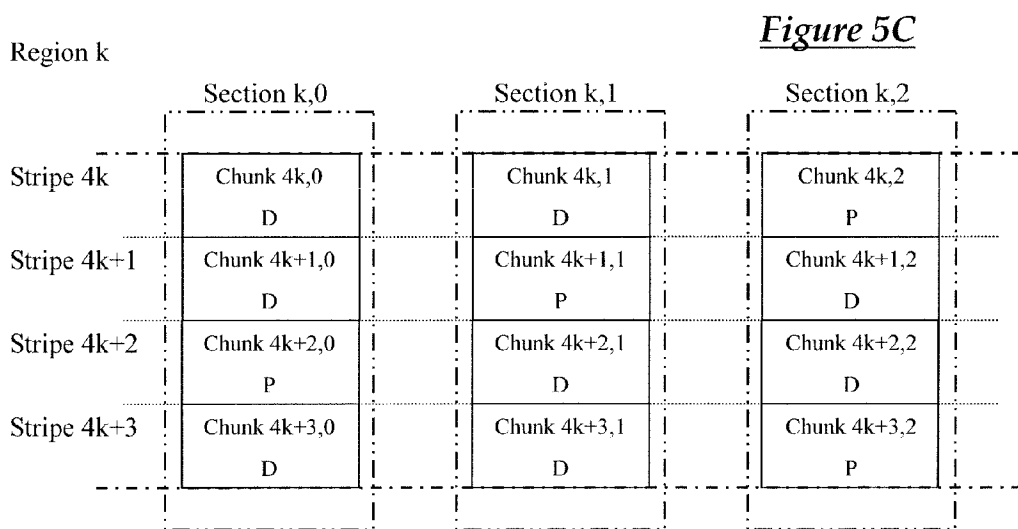 Figure 5C
Region k
Section k,0 Section k,1 Section k,2
Stripe 4k Chunk 4k,0 Chunk 4k,1 Chunk 4k,2
D D P
Stripe 4k+1 Chunk 4k+1,0 Chunk 4k+1,1 Chunk 4k+1,2
D P D
Stripe 4k+2 Chunk 4k+2,0 Chunk 4k+2,1 Chunk 4k+2,2
P D D
Stripe 4k+3 Chunk 4k+3,0 Chunk 4k+3,1 Chunk 4k+3,2
D D P